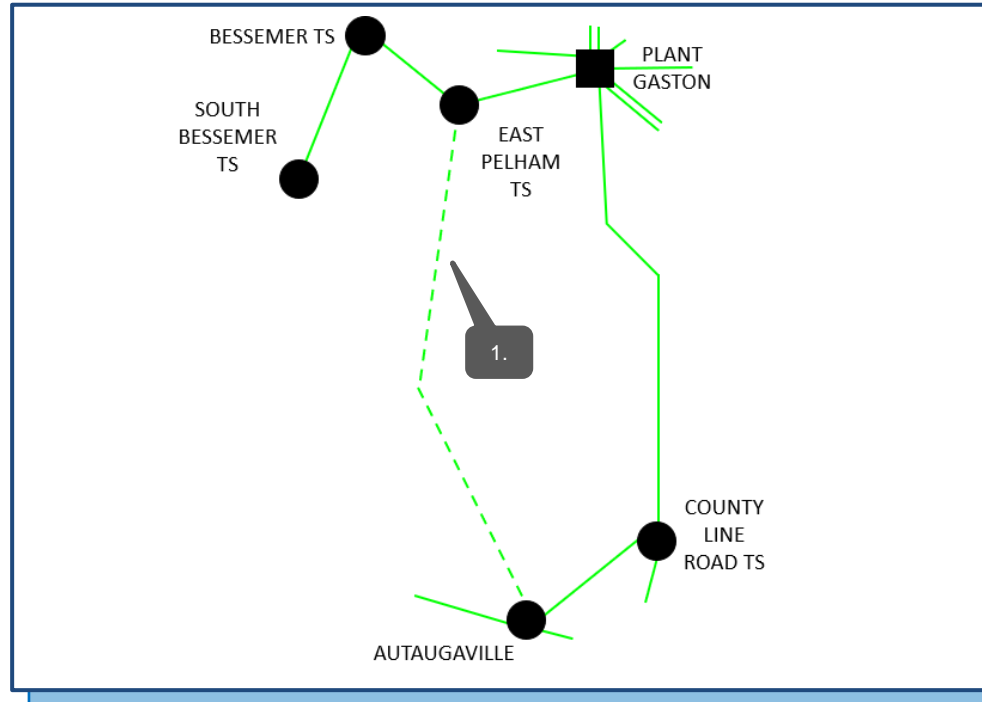 BESSEMER TS
PLANT
GASTON
SOUTH
BESSEMER
TS
EAST
PELHAM
TS
1.
COUNTY
LINE
ROAD TS
AUTAUGAVILLE